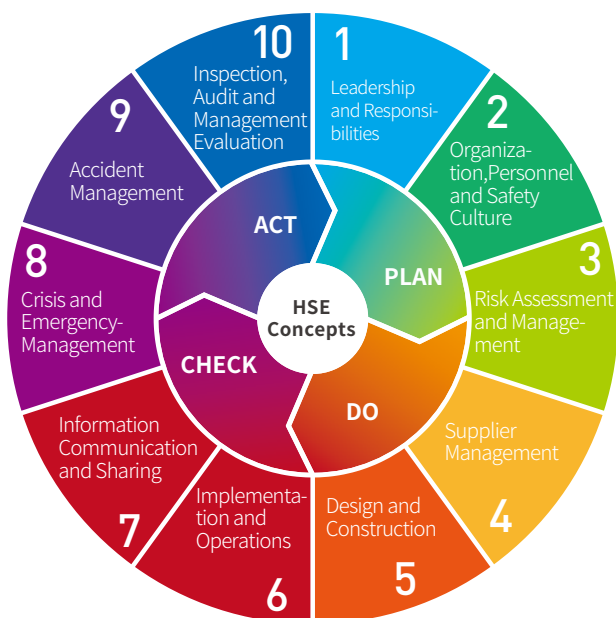 1
Leadership
and Responsi-
bilities
2
Organiza-
tion,Personnel
and Safety
Culture
3
Risk Assessment
and Manage-
ment
Supplier
Management
4
Design and
Construction
5
Implementa-
tion and
Operations
6
Information
Communication
and Sharing
7
8
Crisis and
Emergency-
Management
9
Accident
Management
10
Inspection,
Audit and
Management
Evaluation
PLAN
DO
CHECK
ACT
HSE
Concepts